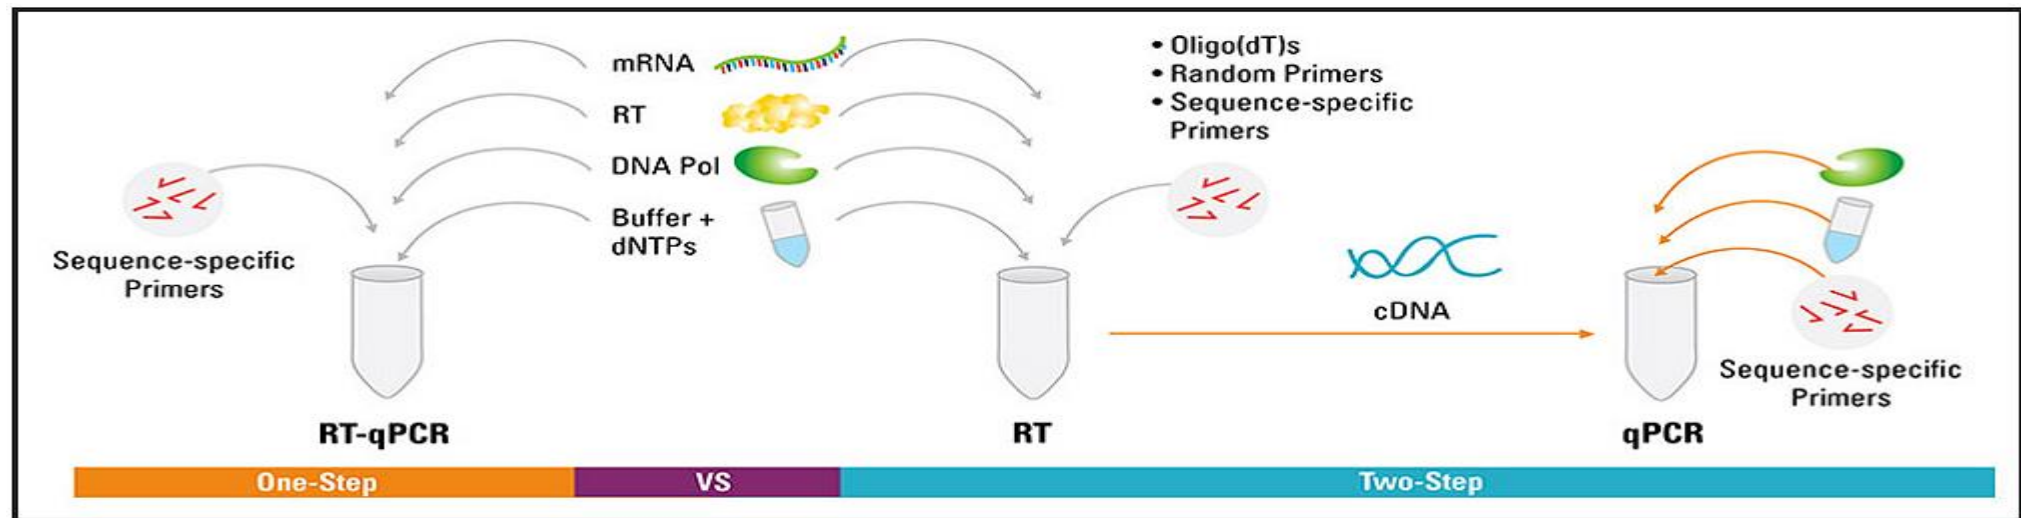 mRNA
RT
DNA Pol
Buffer +
dNTPs
Sequence-specific
Primers
• Oligo(dT)s
• Random Primers
• Sequence-specific
Primers
cDNA
Sequence-specific
Primers
RT-qPCR
RT
qPCR
One-Step
VS
Two-Step